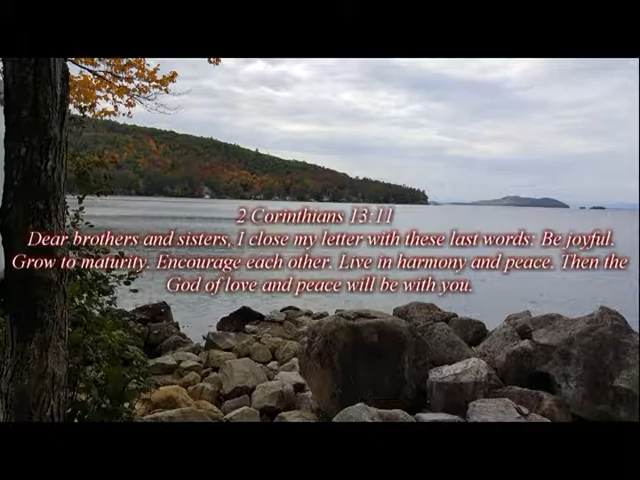 2 Corinthians 13:11
Dear brothers and sisters, I close my letter with these last words: Be joyful.
Grow to maturity. Encourage each other. Live in harmony and peace. Then the
God of love and peace will be with you.